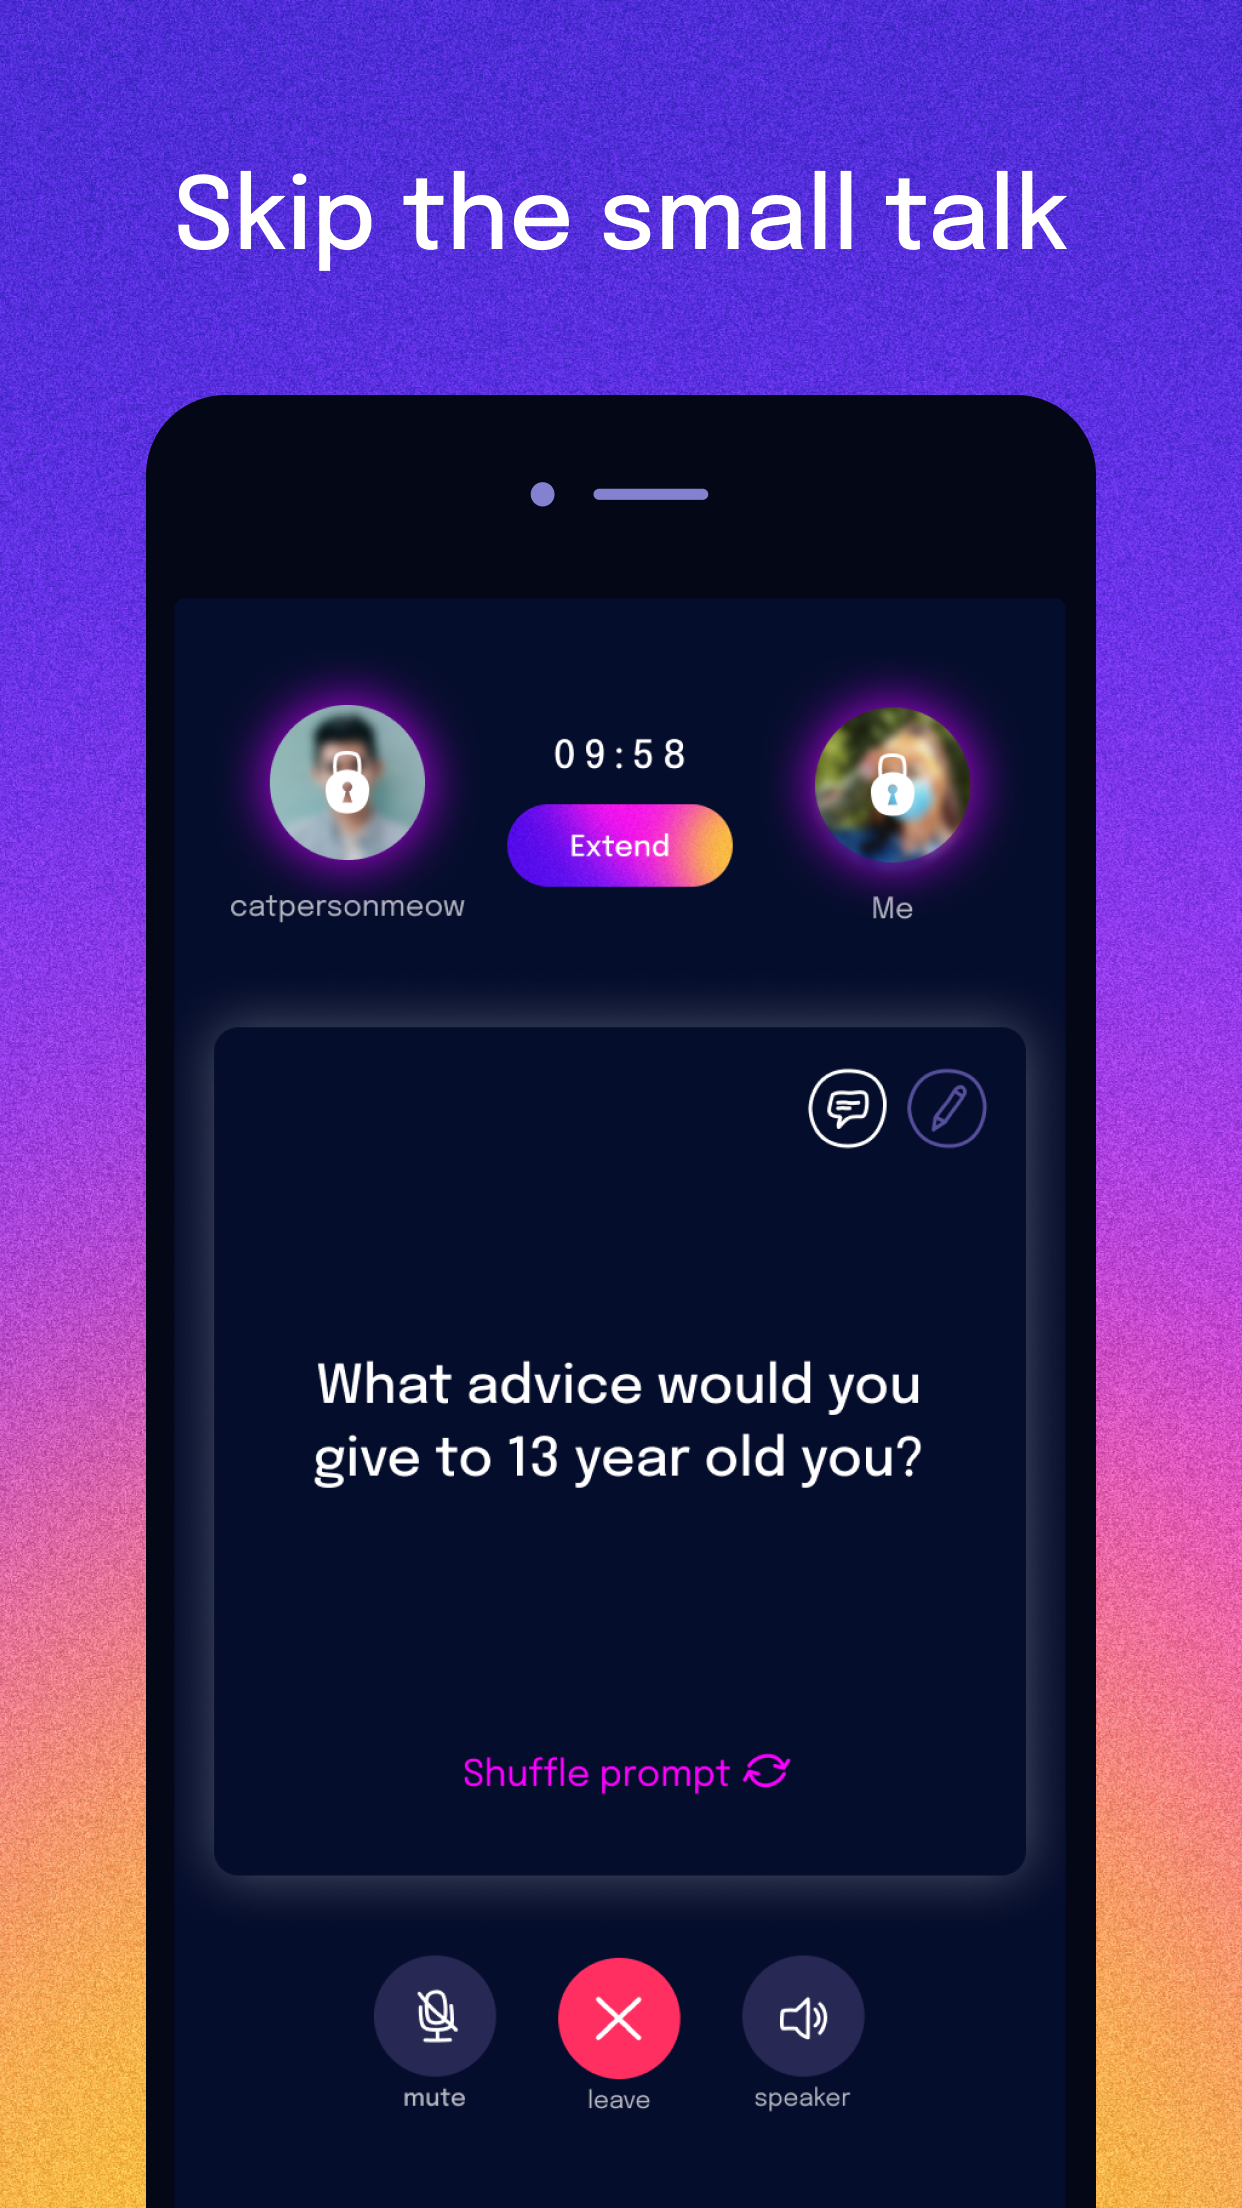 Skip the small talk
09:58
Extend
catpersonmeow
Me
What advice would you
give to 13 year old you?
Shuffle prompt
mute
leave
speaker